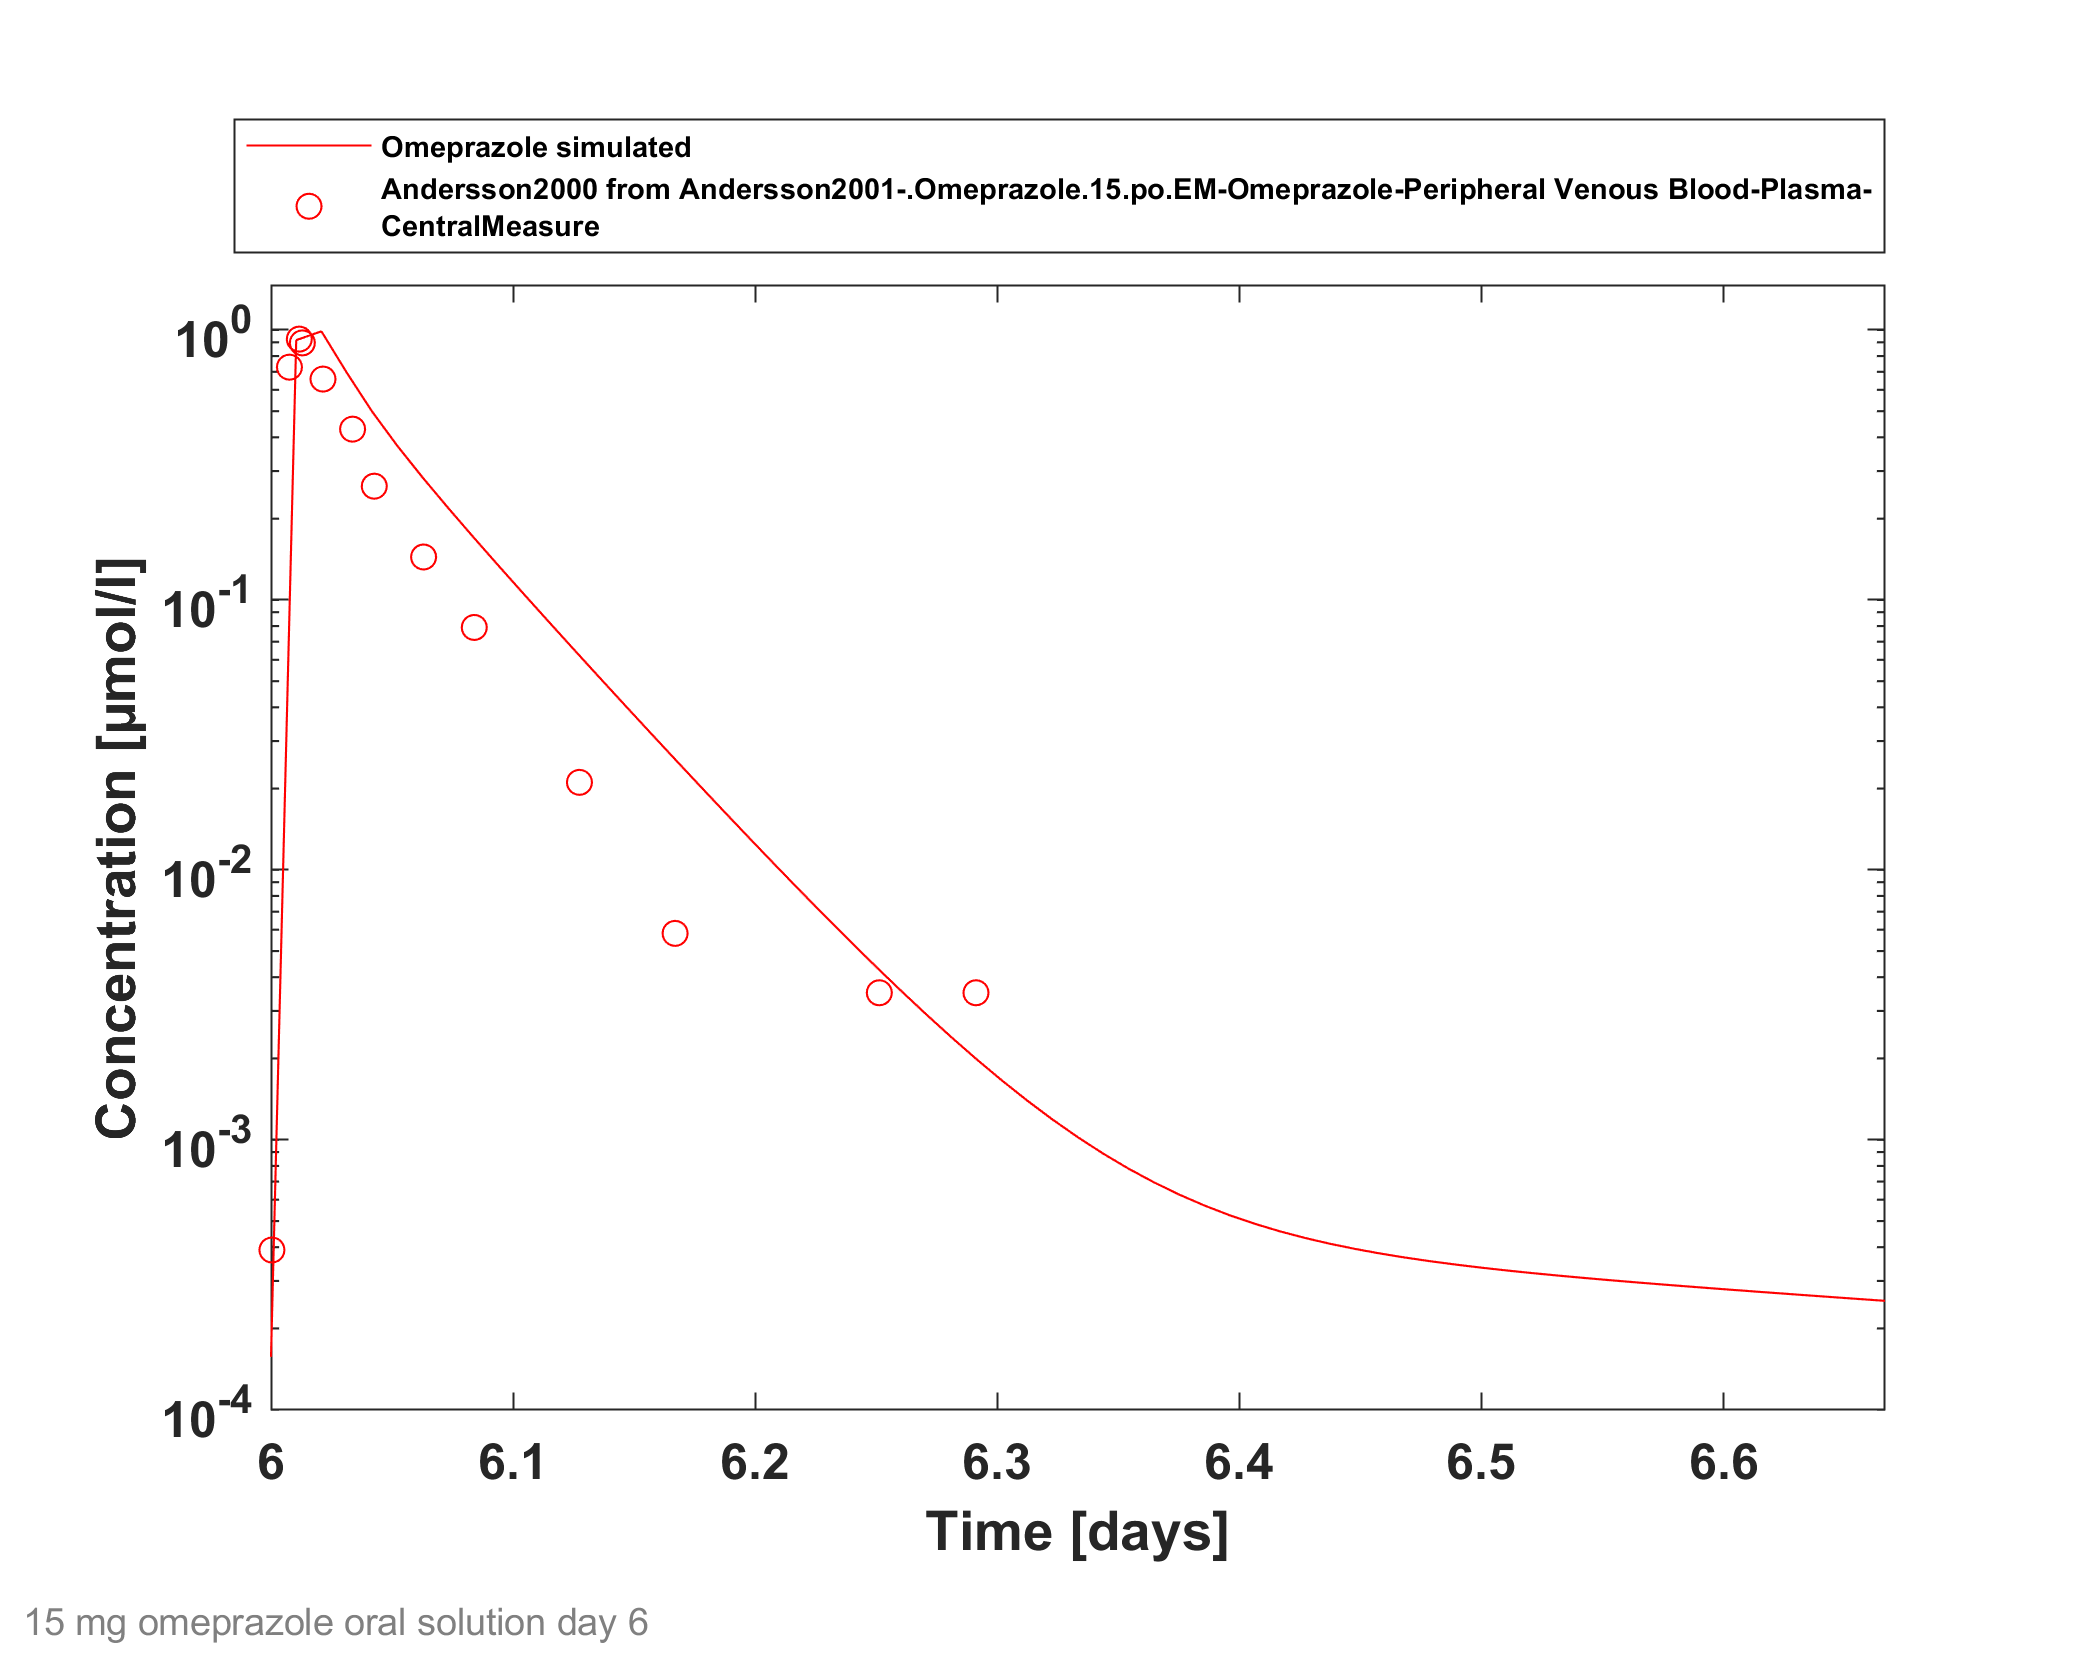 Omeprazole simulated
Andersson2000 from Andersson2001-.Omeprazole.15.po.EM-Omeprazole-Peripheral Venous Blood-Plasma-
CentralMeasure
10^0
10^-1
10^-2
10^-3
10^-4
Concentration [µmol/l]
6 6.1 6.2 6.3 6.4 6.5 6.6
Time [days]
15 mg omeprazole oral solution day 6